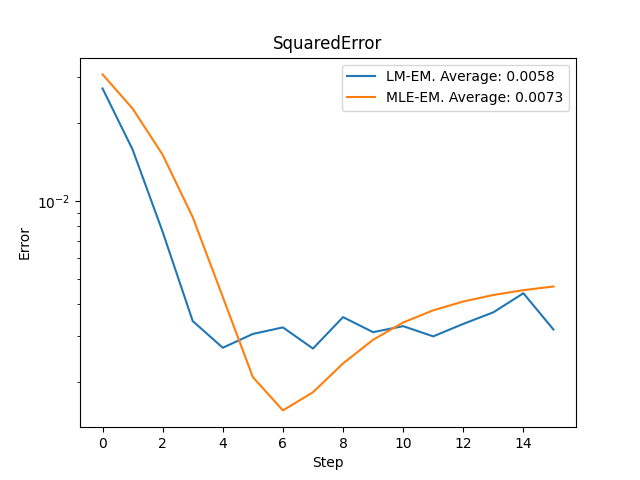 SquaredError
LM-EM. Average: 0.0058
MLE-EM. Average: 0.0073
10^{-2}
Error
0 2 4 6 8 10 12 14
Step